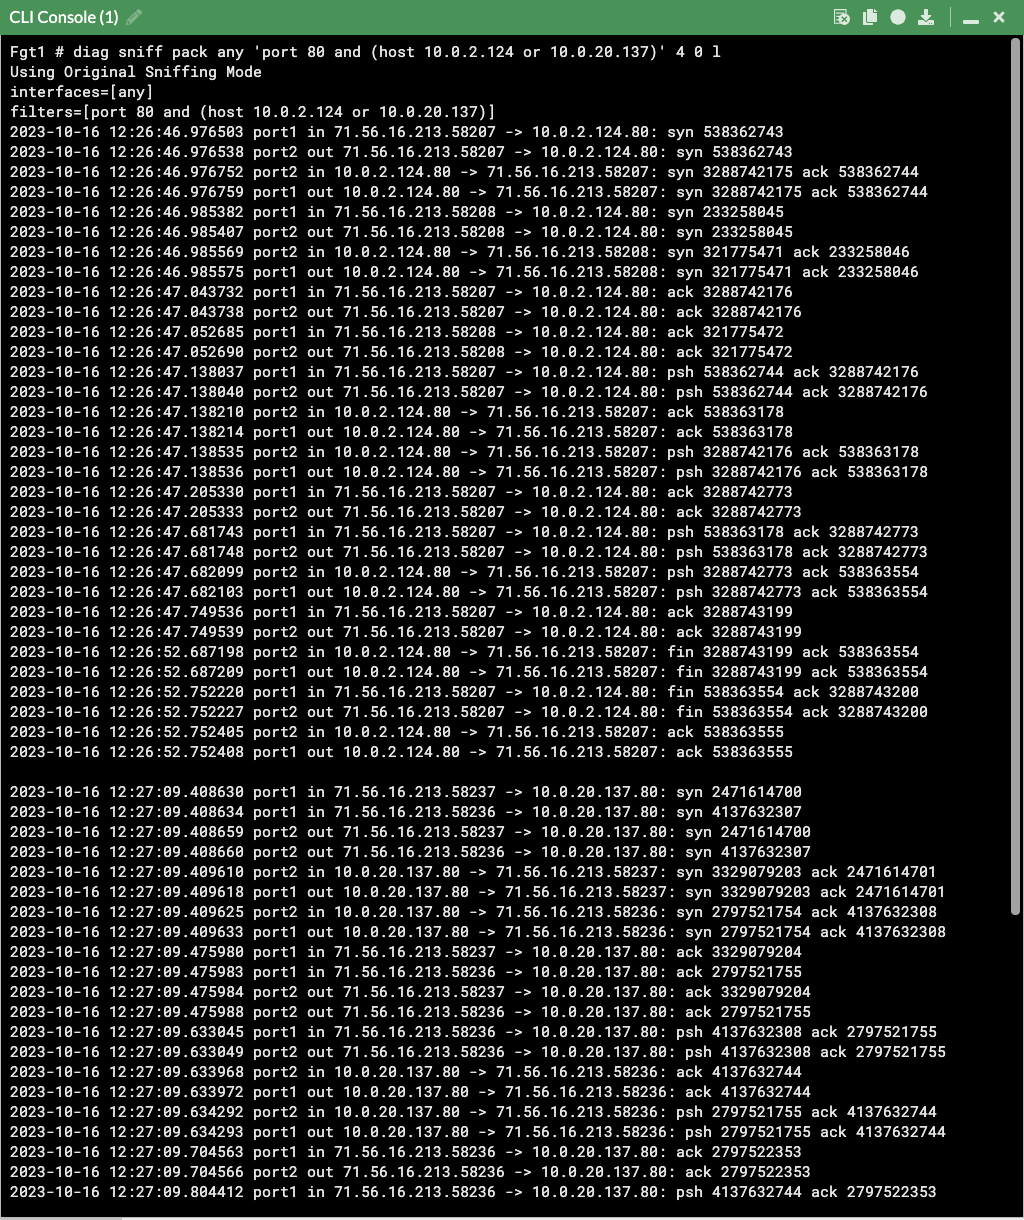 CLI Console (1)
Fgt1 # diag sniff pack any 'port 80 and (host 10.0.2.124 or 10.0.20.137)' 4 0 l
Using Original Sniffing Mode
interfaces=[any]
filters=[port 80 and (host 10.0.2.124 or 10.0.20.137)]
2023-10-16 12:26:46.976503 port1 in 71.56.16.213.58207 -> 10.0.2.124.80: syn 538362743
2023-10-16 12:26:46.976538 port2 out 71.56.16.213.58207 -> 10.0.2.124.80: syn 538362743
2023-10-16 12:26:46.976752 port2 in 10.0.2.124.80 -> 71.56.16.213.58207: syn 3288742175 ack 538362744
2023-10-16 12:26:46.976759 port1 out 10.0.2.124.80 -> 71.56.16.213.58207: syn 3288742175 ack 538362744
2023-10-16 12:26:46.985382 port1 in 71.56.16.213.58208 -> 10.0.2.124.80: syn 233258045
2023-10-16 12:26:46.985407 port2 out 71.56.16.213.58208 -> 10.0.2.124.80: syn 233258045
2023-10-16 12:26:46.985569 port2 in 10.0.2.124.80 -> 71.56.16.213.58208: syn 321775471 ack 233258046
2023-10-16 12:26:46.985575 port1 out 10.0.2.124.80 -> 71.56.16.213.58208: syn 321775471 ack 233258046
2023-10-16 12:26:47.043732 port1 in 71.56.16.213.58207 -> 10.0.2.124.80: ack 3288742176
2023-10-16 12:26:47.043738 port2 out 71.56.16.213.58207 -> 10.0.2.124.80: ack 3288742176
2023-10-16 12:26:47.052685 port1 in 71.56.16.213.58208 -> 10.0.2.124.80: ack 321775472
2023-10-16 12:26:47.052690 port2 out 71.56.16.213.58208 -> 10.0.2.124.80: ack 321775472
2023-10-16 12:26:47.138037 port1 in 71.56.16.213.58207 -> 10.0.2.124.80: psh 538362744 ack 3288742176
2023-10-16 12:26:47.138040 port2 out 71.56.16.213.58207 -> 10.0.2.124.80: psh 538362744 ack 3288742176
2023-10-16 12:26:47.138210 port2 in 10.0.2.124.80 -> 71.56.16.213.58207: ack 538363178
2023-10-16 12:26:47.138214 port1 out 10.0.2.124.80 -> 71.56.16.213.58207: ack 538363178
2023-10-16 12:26:47.138535 port2 in 10.0.2.124.80 -> 71.56.16.213.58207: psh 3288742176 ack 538363178
2023-10-16 12:26:47.138536 port1 out 10.0.2.124.80 -> 71.56.16.213.58207: psh 3288742176 ack 538363178
2023-10-16 12:26:47.205330 port1 in 71.56.16.213.58207 -> 10.0.2.124.80: ack 3288742773
2023-10-16 12:26:47.205333 port2 out 71.56.16.213.58207 -> 10.0.2.124.80: ack 3288742773
2023-10-16 12:26:47.681743 port1 in 71.56.16.213.58207 -> 10.0.2.124.80: psh 538363178 ack 3288742773
2023-10-16 12:26:47.681748 port2 out 71.56.16.213.58207 -> 10.0.2.124.80: psh 538363178 ack 3288742773
2023-10-16 12:26:47.682099 port2 in 10.0.2.124.80 -> 71.56.16.213.58207: psh 3288742773 ack 538363554
2023-10-16 12:26:47.682103 port1 out 10.0.2.124.80 -> 71.56.16.213.58207: psh 3288742773 ack 538363554
2023-10-16 12:26:47.749536 port1 in 71.56.16.213.58207 -> 10.0.2.124.80: ack 3288743199
2023-10-16 12:26:47.749539 port2 out 71.56.16.213.58207 -> 10.0.2.124.80: ack 3288743199
2023-10-16 12:26:52.687198 port2 in 10.0.2.124.80 -> 71.56.16.213.58207: fin 3288743199 ack 538363554
2023-10-16 12:26:52.687209 port1 out 10.0.2.124.80 -> 71.56.16.213.58207: fin 3288743199 ack 538363554
2023-10-16 12:26:52.752220 port1 in 71.56.16.213.58207 -> 10.0.2.124.80: fin 538363554 ack 3288743200
2023-10-16 12:26:52.752227 port2 out 71.56.16.213.58207 -> 10.0.2.124.80: fin 538363554 ack 3288743200
2023-10-16 12:26:52.752405 port2 in 10.0.2.124.80 -> 71.56.16.213.58207: ack 538363555
2023-10-16 12:26:52.752408 port1 out 10.0.2.124.80 -> 71.56.16.213.58207: ack 538363555
2023-10-16 12:27:09.408630 port1 in 71.56.16.213.58237 -> 10.0.20.137.80: syn 2471614700
2023-10-16 12:27:09.408634 port1 in 71.56.16.213.58236 -> 10.0.20.137.80: syn 4137632307
2023-10-16 12:27:09.408659 port2 out 71.56.16.213.58237 -> 10.0.20.137.80: syn 2471614700
2023-10-16 12:27:09.408660 port2 out 71.56.16.213.58236 -> 10.0.20.137.80: syn 4137632307
2023-10-16 12:27:09.409610 port2 in 10.0.20.137.80 -> 71.56.16.213.58237: syn 3329079203 ack 2471614701
2023-10-16 12:27:09.409618 port1 out 10.0.20.137.80 -> 71.56.16.213.58237: syn 3329079203 ack 2471614701
2023-10-16 12:27:09.409625 port2 in 10.0.20.137.80 -> 71.56.16.213.58236: syn 2797521754 ack 4137632308
2023-10-16 12:27:09.409633 port1 out 10.0.20.137.80 -> 71.56.16.213.58236: syn 2797521754 ack 4137632308
2023-10-16 12:27:09.475980 port1 in 71.56.16.213.58237 -> 10.0.20.137.80: ack 3329079204
2023-10-16 12:27:09.475983 port1 in 71.56.16.213.58236 -> 10.0.20.137.80: ack 2797521755
2023-10-16 12:27:09.475984 port2 out 71.56.16.213.58237 -> 10.0.20.137.80: ack 3329079204
2023-10-16 12:27:09.475988 port2 out 71.56.16.213.58236 -> 10.0.20.137.80: ack 2797521755
2023-10-16 12:27:09.633045 port1 in 71.56.16.213.58236 -> 10.0.20.137.80: psh 4137632308 ack 2797521755
2023-10-16 12:27:09.633049 port2 out 71.56.16.213.58236 -> 10.0.20.137.80: psh 4137632308 ack 2797521755
2023-10-16 12:27:09.633968 port2 in 10.0.20.137.80 -> 71.56.16.213.58236: ack 4137632744
2023-10-16 12:27:09.633972 port1 out 10.0.20.137.80 -> 71.56.16.213.58236: ack 4137632744
2023-10-16 12:27:09.634292 port2 in 10.0.20.137.80 -> 71.56.16.213.58236: psh 2797521755 ack 4137632744
2023-10-16 12:27:09.634293 port1 out 10.0.20.137.80 -> 71.56.16.213.58236: psh 2797521755 ack 4137632744
2023-10-16 12:27:09.704563 port1 in 71.56.16.213.58236 -> 10.0.20.137.80: ack 2797522353
2023-10-16 12:27:09.704566 port2 out 71.56.16.213.58236 -> 10.0.20.137.80: ack 2797522353
2023-10-16 12:27:09.804412 port1 in 71.56.16.213.58236 -> 10.0.20.137.80: psh 4137632744 ack 2797522353